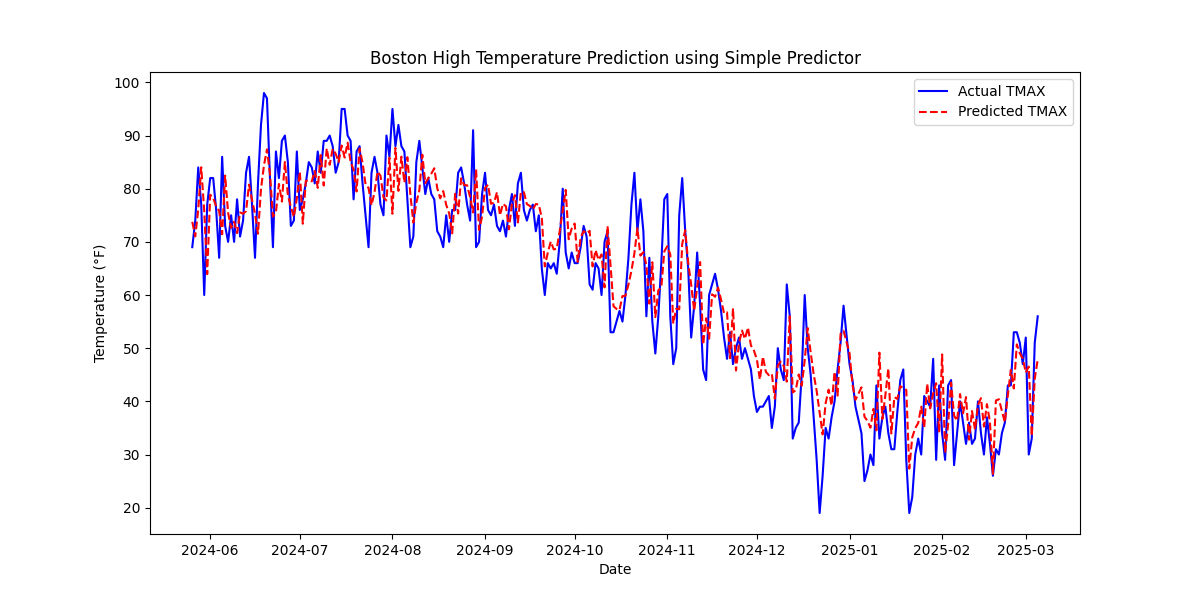 Boston High Temperature Prediction using Simple Predictor
Actual TMAX
Predicted TMAX
Temperature (°F)
100
90
80
70
60
50
40
30
20
2024-06 2024-07 2024-08 2024-09 2024-10 2024-11 2024-12 2025-01 2025-02 2025-03
Date